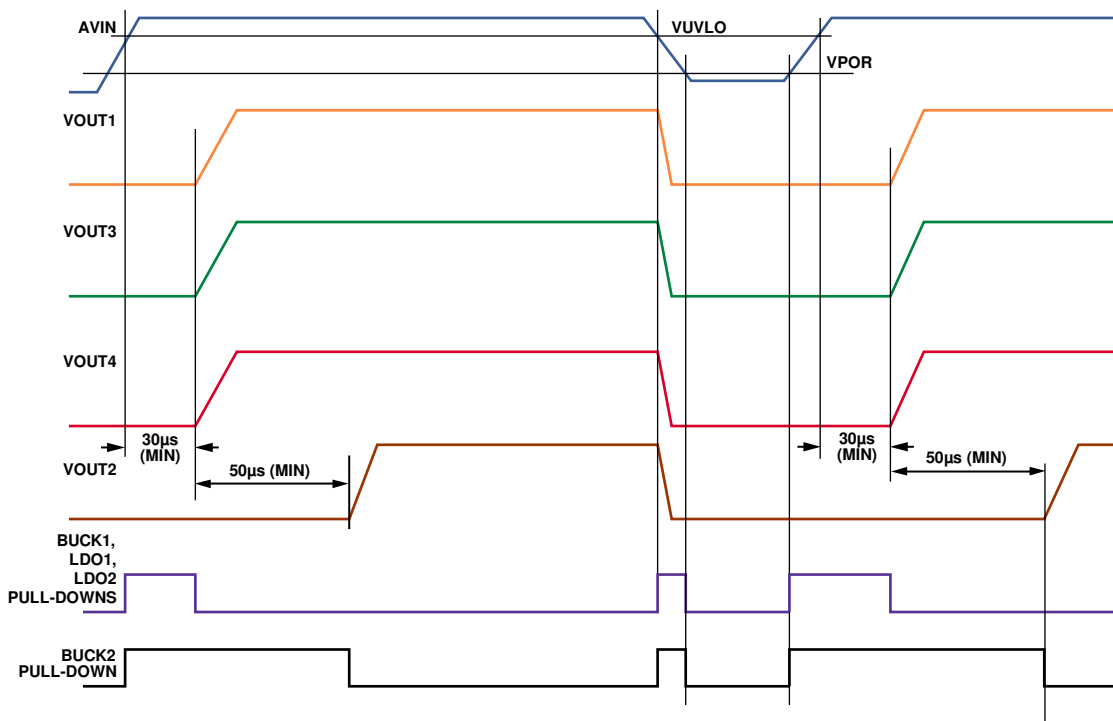 AVIN
VUVLO
VPOR
VOUT1
VOUT3
VOUT4
30µs
(MIN)
30µs
(MIN)
VOUT2
50µs (MIN)
50µs (MIN)
BUCK1,
LDO1,
LDO2
PULL-DOWNS
BUCK2
PULL-DOWN